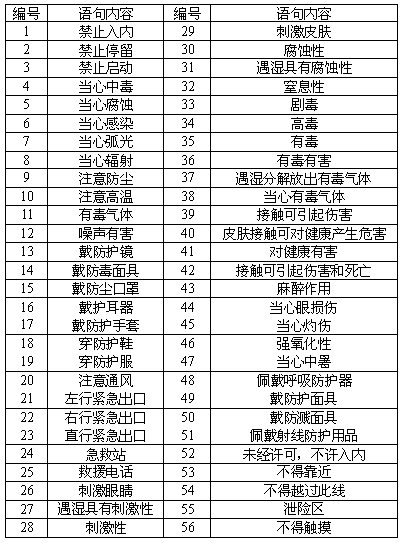 编号 语句内容 编号 语句内容
1 禁止入内 29 刺激皮肤
2 禁止停留 30 腐蚀性
3 禁止启动 31 遇湿具有腐蚀性
4 当心中毒 32 窒息性
5 当心腐蚀 33 剧毒
6 当心感染 34 高毒
7 当心弧光 35 有毒
8 当心辐射 36 有毒有害
9 注意防尘 37 遇湿分解放出有毒气体
10 注意高温 38 当心有毒气体
11 有毒气体 39 接触可引起伤害
12 噪声有害 40 皮肤接触可对健康产生危害
13 戴防护镜 41 对健康有害
14 戴防毒面具 42 接触可引起伤害和死亡
15 戴防尘口罩 43 麻醉作用
16 戴护耳器 44 当心眼损伤
17 戴防护手套 45 当心灼伤
18 穿防护鞋 46 强氧化性
19 穿防护服 47 当心中暑
20 注意通风 48 佩戴呼吸防护器
21 左行紧急出口 49 戴防护面具
22 右行紧急出口 50 戴防溅面具
23 直行紧急出口 51 佩戴射线防护用品
24 急救站 52 未经许可，不许入内
25 救援电话 53 不得靠近
26 刺激眼睛 54 不得越过此线
27 遇湿具有刺激性 55 泄险区
28 刺激性 56 不得触摸